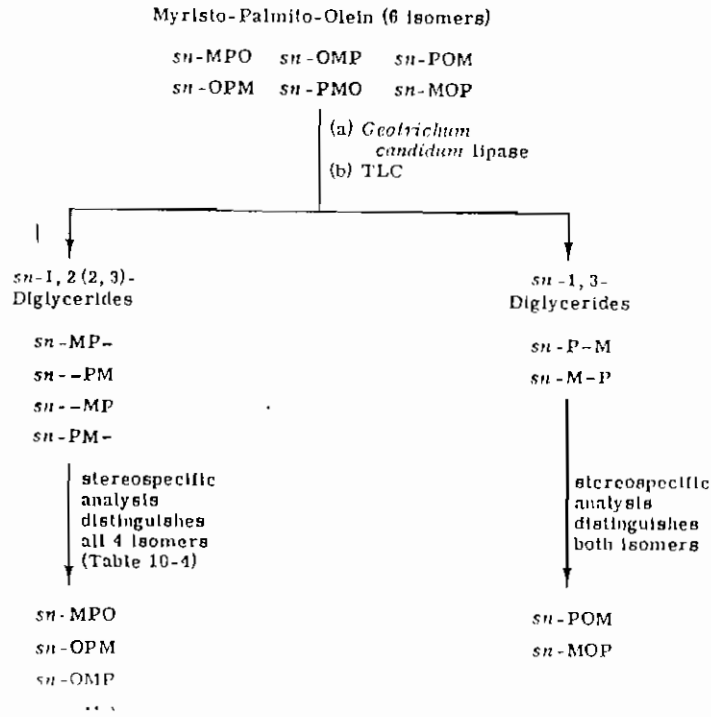 Myristo-Palmito-Olein (6 isomers)
sn-MPO sn-OMP sn-POM
sn-OPM sn-PMO sn-MOP
(a) Geotrichum
candidum lipase
(b) TLC
sn-1, 2 (2, 3)-
Diglycerides
sn-MP-
sn--PM
sn--MP
sn-PM-
stereospecific
analysis
distinguishes
all 4 isomers
(Table 10-4)
sn-MPO
sn-OPM
sn-OMP
sn-1, 3-
Diglycerides
sn-P-M
sn-M-P
stereospecific
analysis
distinguishes
both isomers
sn-POM
sn-MOP